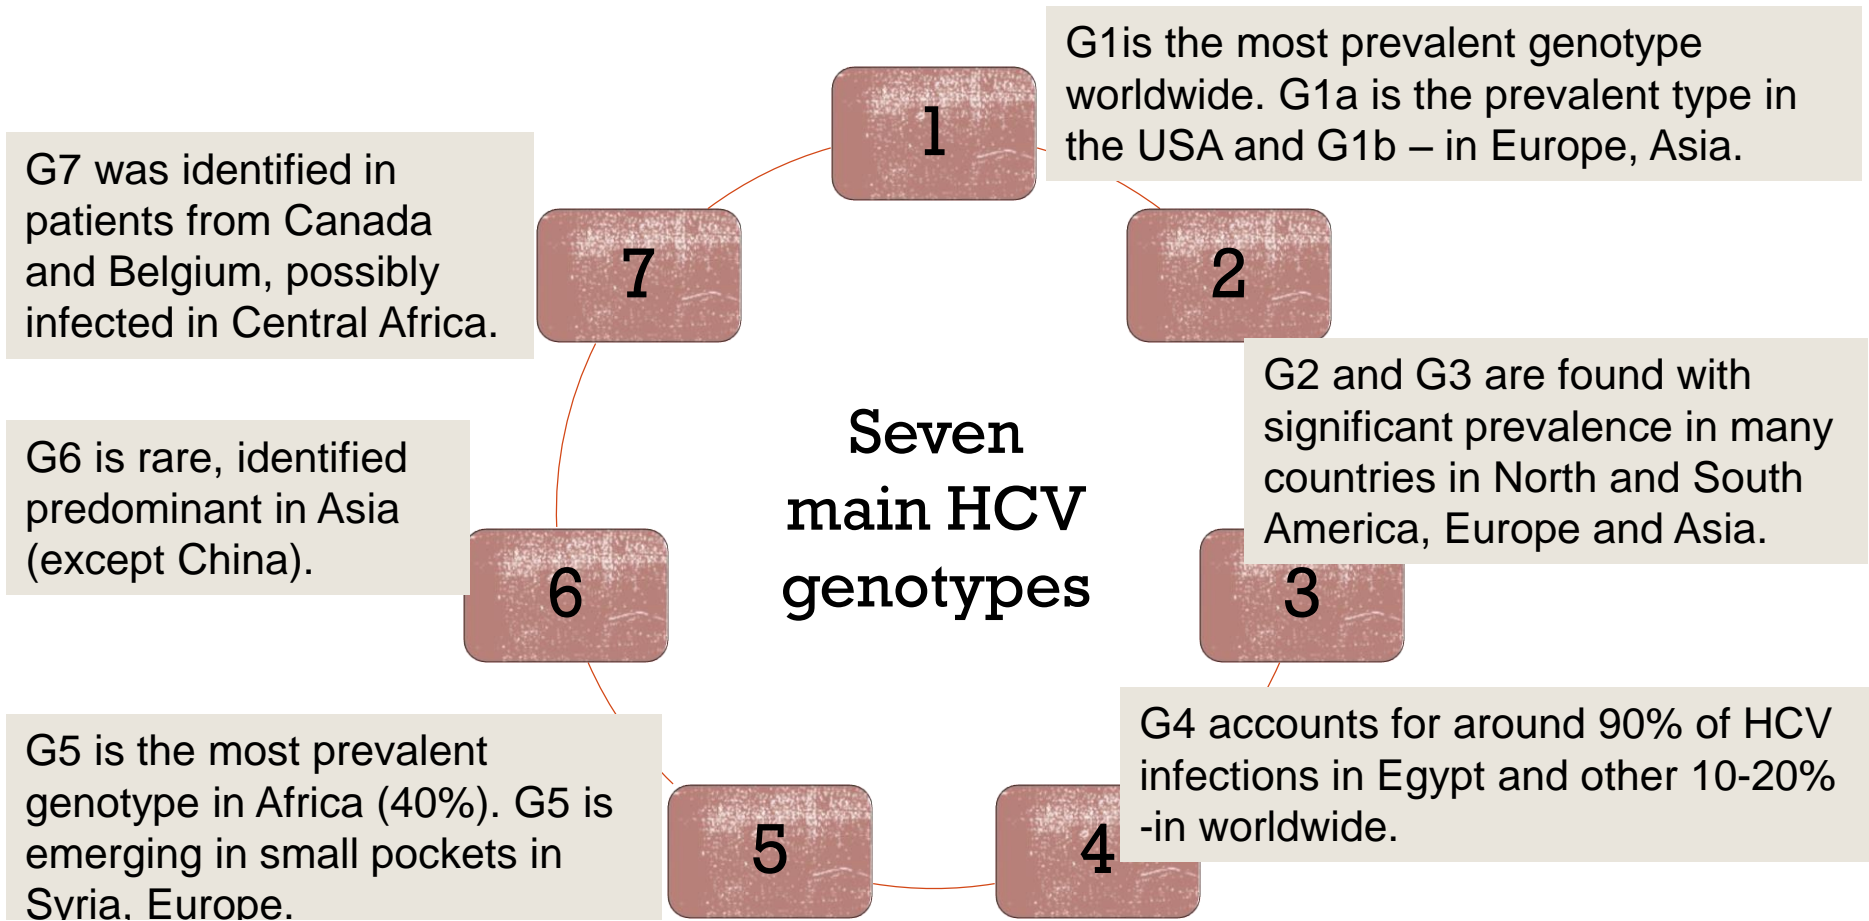 1
G1is the most prevalent genotype
worldwide. G1a is the prevalent type in
the USA and G1b – in Europe, Asia.
2
G2 and G3 are found with
significant prevalence in many
countries in North and South
America, Europe and Asia.
3
G4 accounts for around 90% of HCV
infections in Egypt and other 10-20%
-in worldwide.
4
5
G5 is the most prevalent
genotype in Africa (40%). G5 is
emerging in small pockets in
Syria, Europe.
6
G6 is rare, identified
predominant in Asia
(except China).
7
G7 was identified in
patients from Canada
and Belgium, possibly
infected in Central Africa.
Seven
main HCV
genotypes